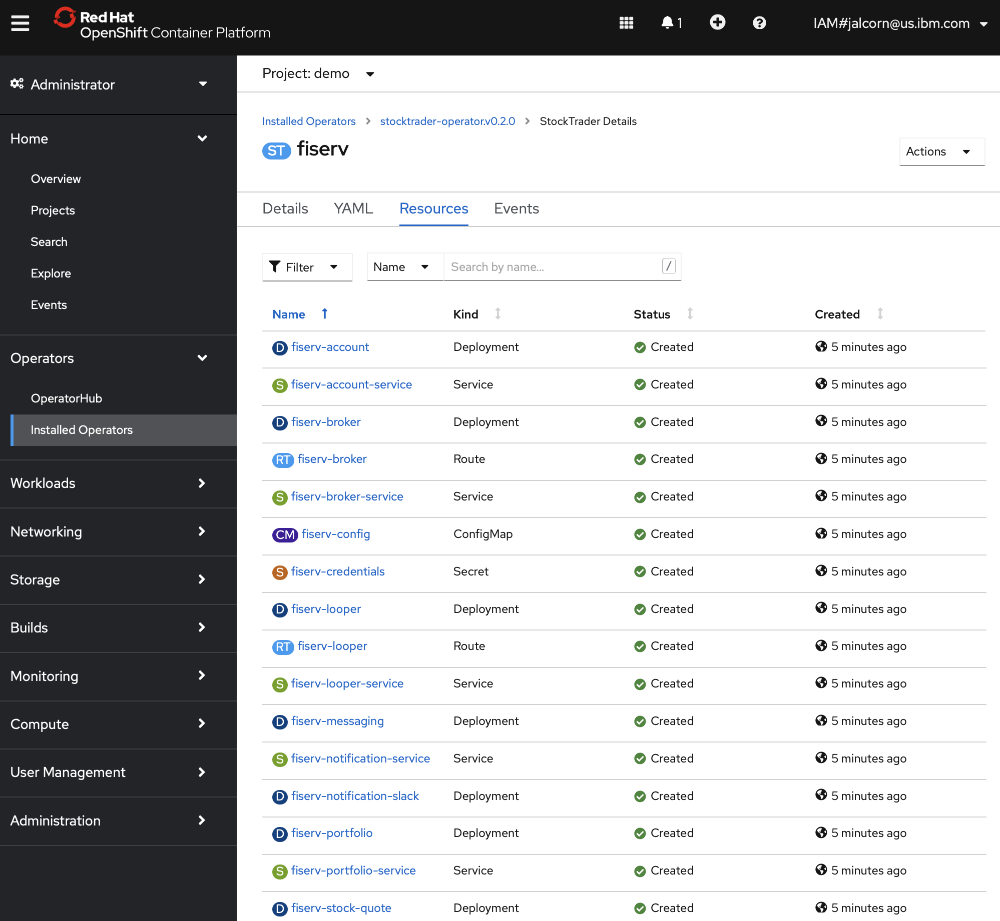 Red Hat
OpenShift Container Platform
1
IAM#jalcorn@us.ibm.com
Administrator
Home
Overview
Projects
Search
Explore
Events
Operators
OperatorHub
Installed Operators
Workloads
Networking
Storage
Builds
Monitoring
Compute
User Management
Administration
Project: demo
Installed Operators > stocktrader-operator.v0.2.0 > StockTrader Details
ST fiserv
Actions
Details YAML Resources Events
Filter Name Search by name... /
Name Kind Status Created
D fiserv-account Deployment Created 5 minutes ago
S fiserv-account-service Service Created 5 minutes ago
D fiserv-broker Deployment Created 5 minutes ago
RT fiserv-broker Route Created 5 minutes ago
S fiserv-broker-service Service Created 5 minutes ago
CM fiserv-config ConfigMap Created 5 minutes ago
S fiserv-credentials Secret Created 5 minutes ago
D fiserv-looper Deployment Created 5 minutes ago
RT fiserv-looper Route Created 5 minutes ago
S fiserv-looper-service Service Created 5 minutes ago
D fiserv-messaging Deployment Created 5 minutes ago
S fiserv-notification-service Service Created 5 minutes ago
D fiserv-notification-slack Deployment Created 5 minutes ago
D fiserv-portfolio Deployment Created 5 minutes ago
S fiserv-portfolio-service Service Created 5 minutes ago
D fiserv-stock-quote Deployment Created 5 minutes ago